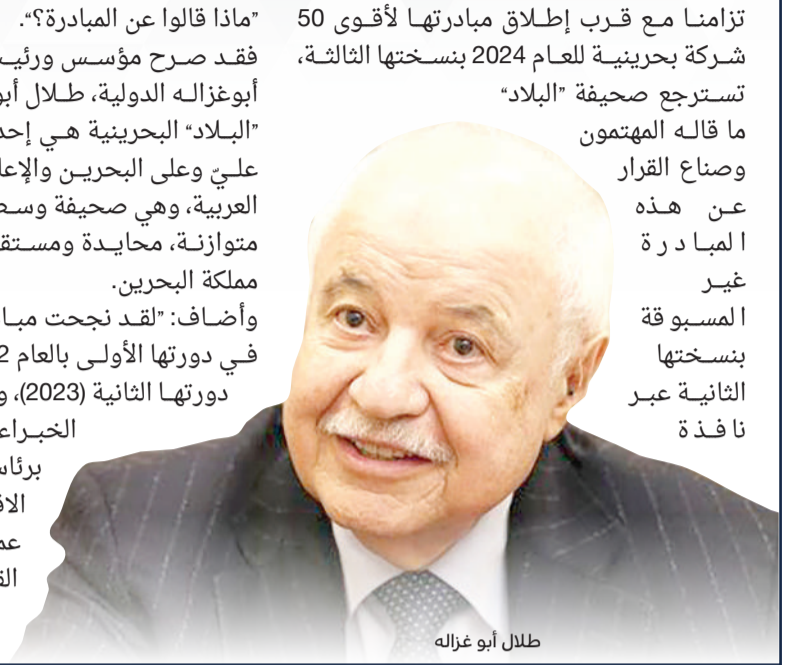 تزامنا مع قرب إطلاق مبادرتها لأقوى 50
شركة بحرينية للعام 2024 بنسختها الثالثة،
تسترجع صحيفة ”البلاد“
ما قاله المهتمون
وصناع القرار
عن هذه
المبادرة
غير
المسبوقة
بنسختها
الثانية عبر
نافذة
”ماذا قالوا عن المبادرة؟“.
فقد صرح مؤسس ورئيـ
أبوغزاله الدولية، طلال أبو
”البلاد“ البحرينية هي إحد
عليّ وعلى البحرين والإعلا
العربية، وهي صحيفة وسط
متوازنة، محايدة ومستقـ
مملكة البحرين.
وأضاف: ”لقد نجحت مبا
في دورتها الأولى بالعام 2
دورتها الثانية (2023)، و
الخبراء
برئاس
الاق
عم
الق
طلال أبو غزاله